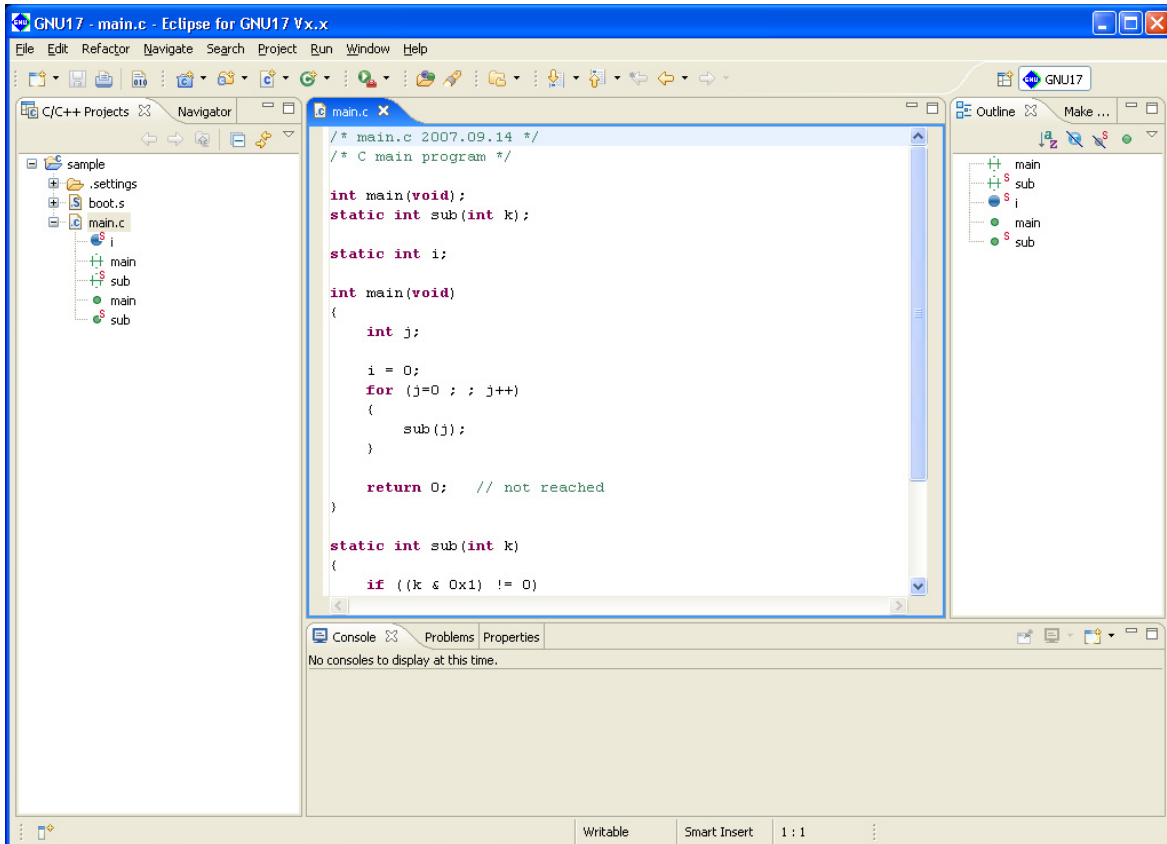 GNU17 - main.c - Eclipse for GNU17 Vx.x
File Edit Refactor Navigate Search Project Run Window Help
GNU17
C/C++ Projects Navigator
sample
.settings
boot.s
main.c
i
main
sub
main
sub
main.c
/* main.c 2007.09.14 */
/* C main program */
int main(void);
static int sub(int k);
static int i;
int main(void)
{
int j;
i = 0;
for (j=0 ; ; j++)
{
sub(j);
}
return 0; // not reached
}
static int sub(int k)
{
if ((k & 0x1) != 0)
Outline Make ...
main
sub
i
main
sub
Console Problems Properties
No consoles to display at this time.
Writable Smart Insert 1 : 1